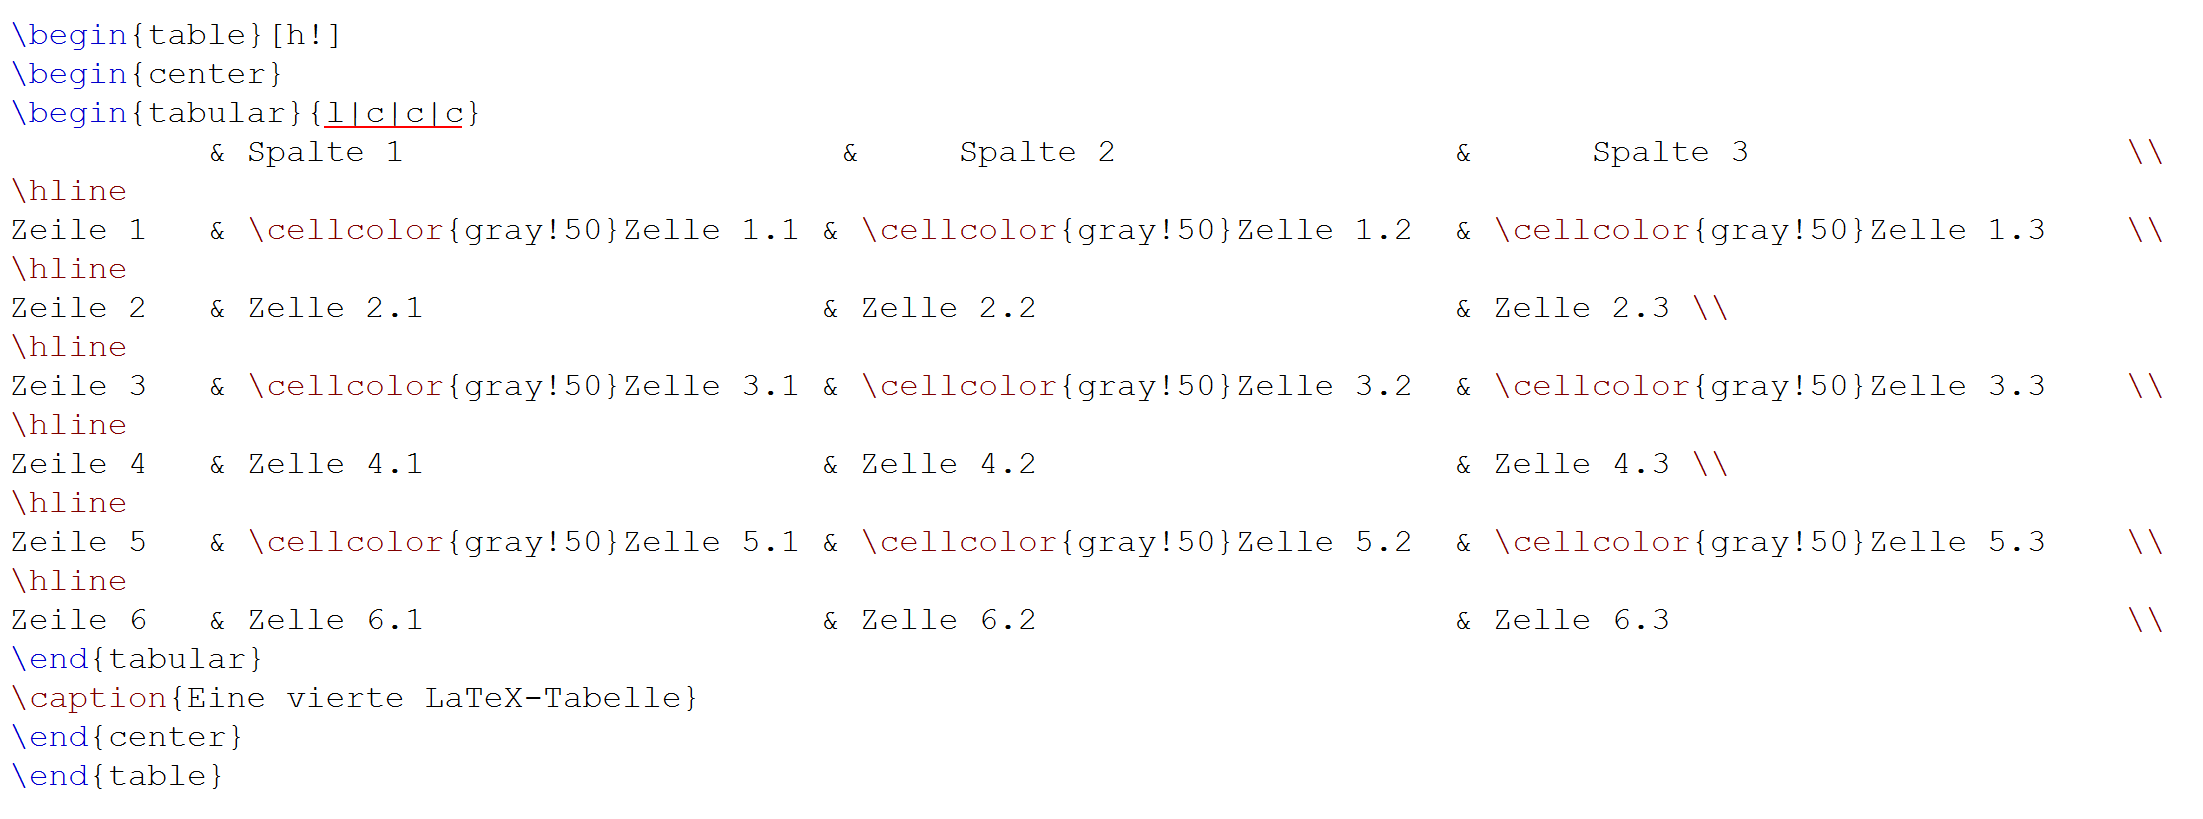 \begin{table}[h!]
\begin{center}
\begin{tabular}{l|c|c|c}
& Spalte 1 & Spalte 2 & Spalte 3 \\
\hline
Zeile 1 & \cellcolor{gray!50}Zelle 1.1 & \cellcolor{gray!50}Zelle 1.2 & \cellcolor{gray!50}Zelle 1.3 \\
\hline
Zeile 2 & Zelle 2.1 & Zelle 2.2 & Zelle 2.3 \\
\hline
Zeile 3 & \cellcolor{gray!50}Zelle 3.1 & \cellcolor{gray!50}Zelle 3.2 & \cellcolor{gray!50}Zelle 3.3 \\
\hline
Zeile 4 & Zelle 4.1 & Zelle 4.2 & Zelle 4.3 \\
\hline
Zeile 5 & \cellcolor{gray!50}Zelle 5.1 & \cellcolor{gray!50}Zelle 5.2 & \cellcolor{gray!50}Zelle 5.3 \\
\hline
Zeile 6 & Zelle 6.1 & Zelle 6.2 & Zelle 6.3 \\
\end{tabular}
\caption{Eine vierte LaTeX-Tabelle}
\end{center}
\end{table}